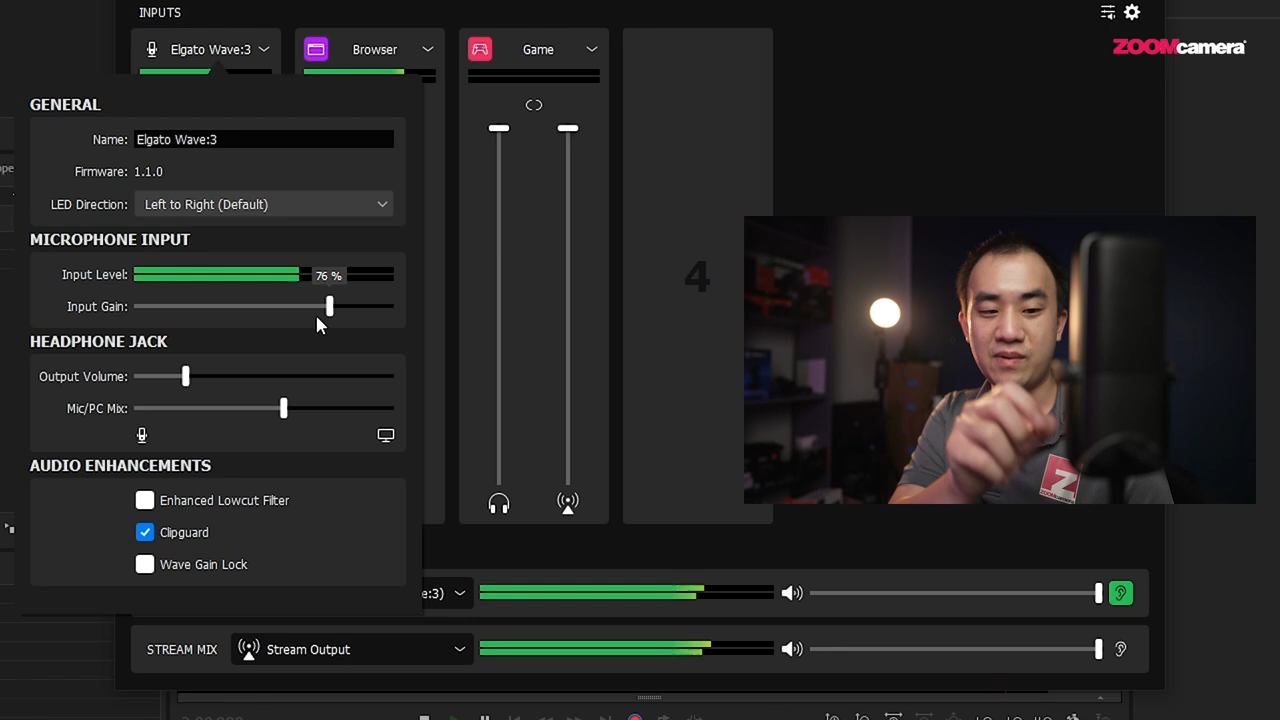 INPUTS
Elgato Wave:3
Browser
Game
ZOOMcamera
GENERAL
Name: Elgato Wave:3
Firmware: 1.1.0
LED Direction: Left to Right (Default)
MICROPHONE INPUT
Input Level:
76 %
Input Gain:
4
HEADPHONE JACK
Output Volume:
Mic/PC Mix:
AUDIO ENHANCEMENTS
Enhanced Lowcut Filter
Clipguard
Wave Gain Lock
Z
ZOOMcamera
e:3)
STREAM MIX
Stream Output